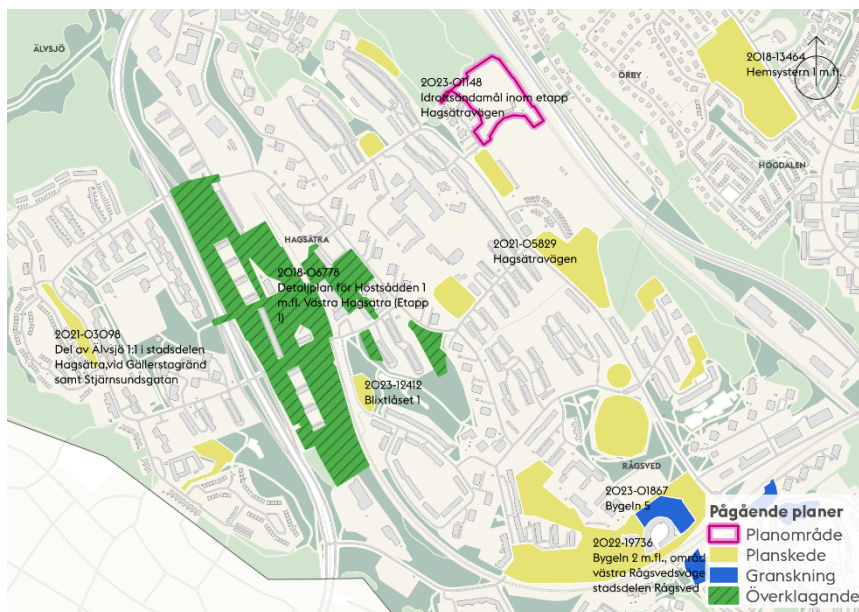 ÄLVSJÖ
ÖRBY
2018-13464
Hemsystern 1 m.fl.
2023-01148
Idrottsändamål inom etapp
Hagsätravägen
HÖGDALEN
HAGSÄTRA
2021-05829
Hagsätravägen
2018-06778
Detaljplan för Höstsådden 1
m.fl. Västra Hagsätra (Etapp
1)
2021-03098
Del av Älvsjö 1:1 i stadsdelen
Hagsätra,vid Gällerstagränd
samt Stjärnsundsgatan
2023-12412
Blixtlåset 1
RÅGSVED
2023-01867
Bygeln 5
2022-19736
Bygeln 2 m.fl., områd
västra Rågsvedsväge
stadsdelen Rågsved
Pågående planer
Planområde
Planskede
Granskning
Överklagande